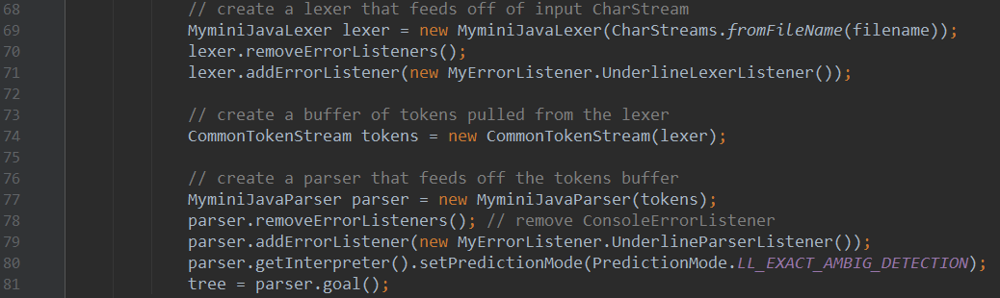 68 // create a lexer that feeds off of input CharStream
69 MyminiJavaLexer lexer = new MyminiJavaLexer(CharStreams.fromFileName(filename));
70 lexer.removeErrorListeners();
71 lexer.addErrorListener(new MyErrorListener.UnderlineLexerListener());
72
73 // create a buffer of tokens pulled from the lexer
74 CommonTokenStream tokens = new CommonTokenStream(lexer);
75
76 // create a parser that feeds off the tokens buffer
77 MyminiJavaParser parser = new MyminiJavaParser(tokens);
78 parser.removeErrorListeners(); // remove ConsoleErrorListener
79 parser.addErrorListener(new MyErrorListener.UnderlineParserListener());
80 parser.getInterpreter().setPredictionMode(PredictionMode.LL_EXACT_AMBIG_DETECTION);
81 tree = parser.goal();